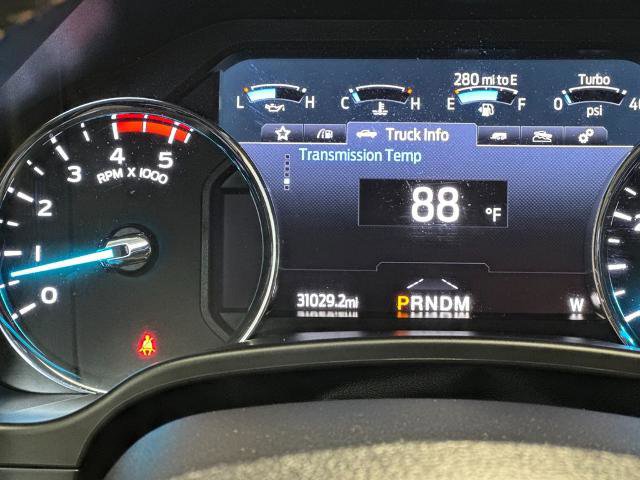 280 mi to E
Turbo
L H
C H
E F
0 40
psi
Truck Info
Transmission Temp
88 °F
31029.2mi
PRNDM
W
0
1
2
3
4
5
RPM X 1000